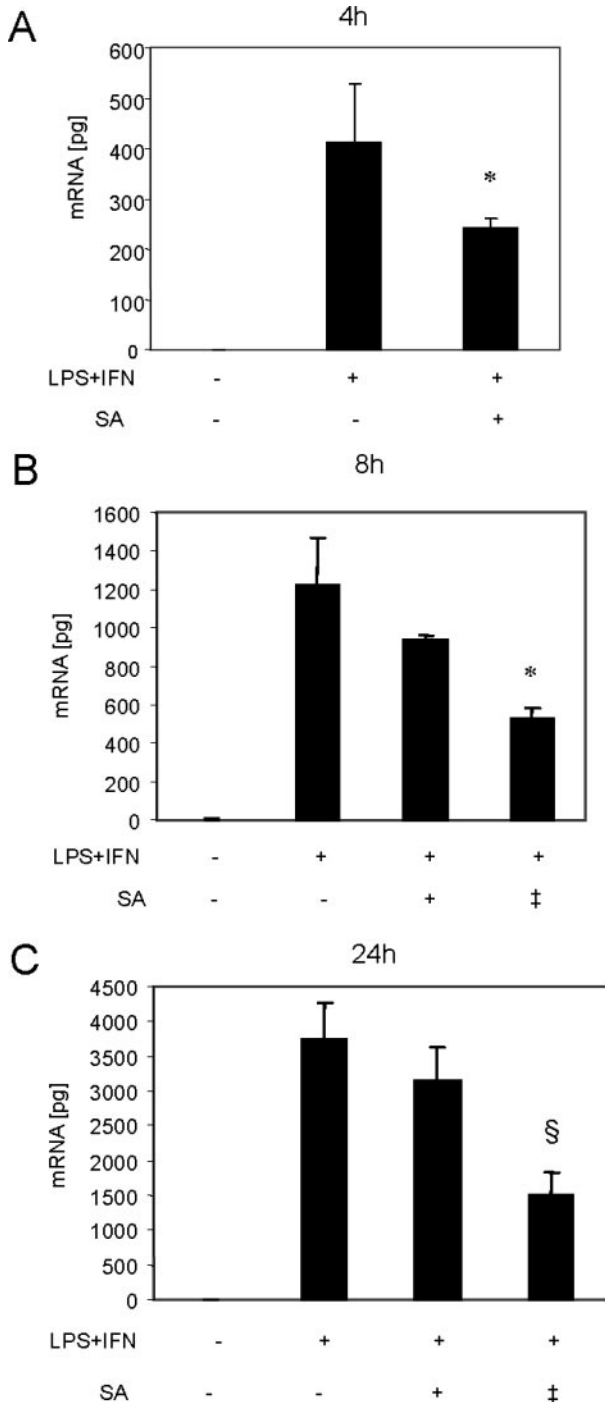 A
4h
mRNA [pg]
600
500
400
300
200
100
0
*
LPS+IFN - + +
SA - - +
B
8h
mRNA [pg]
1600
1400
1200
1000
800
600
400
200
0
*
LPS+IFN - + + +
SA - - + ‡
C
24h
mRNA [pg]
4500
4000
3500
3000
2500
2000
1500
1000
500
0
§
LPS+IFN - + + +
SA - - + ‡